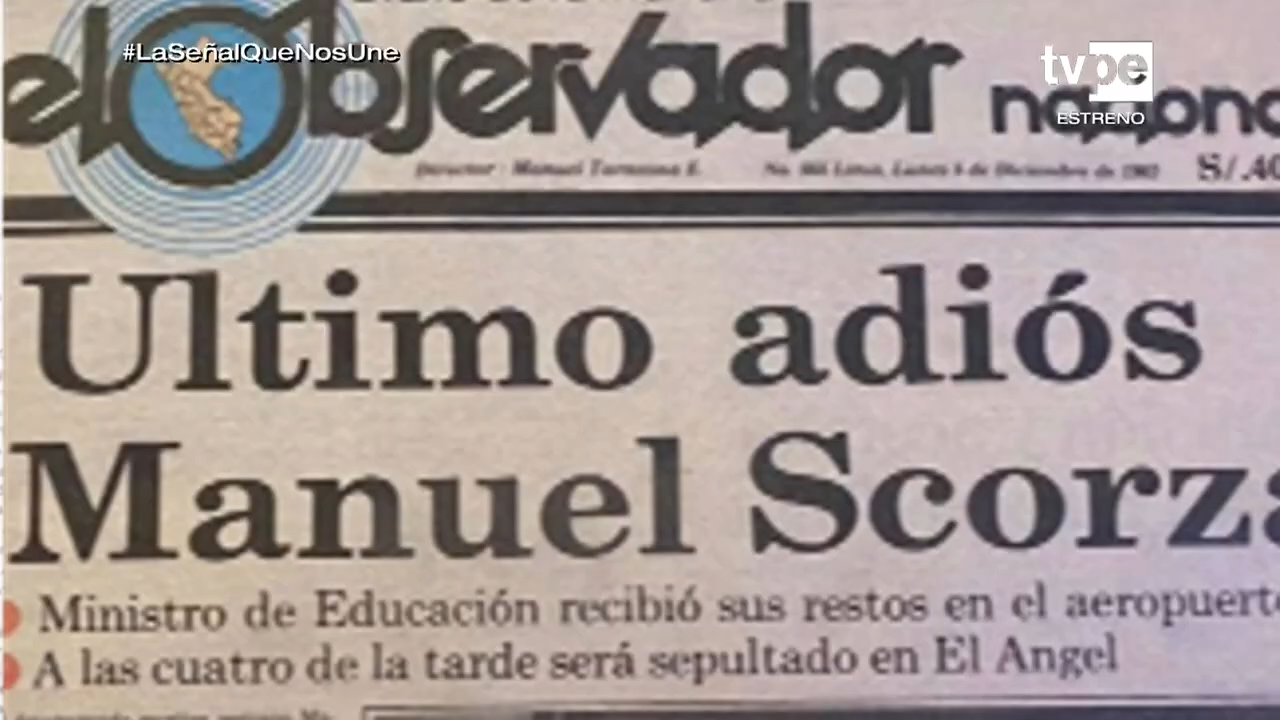 #LaSeñalQueNosUne
tvpe
ESTRENO
el Observador
S/.40
Ultimo adiós
Manuel Scorza
Ministro de Educación recibió sus restos en el aeropuerto
A las cuatro de la tarde será sepultado en El Angel